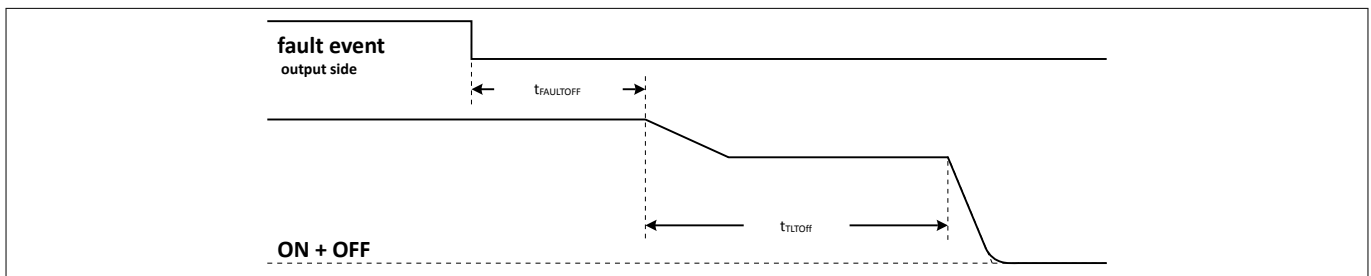 fault event
output side
tFAULTOFF
tTLTOff
ON + OFF